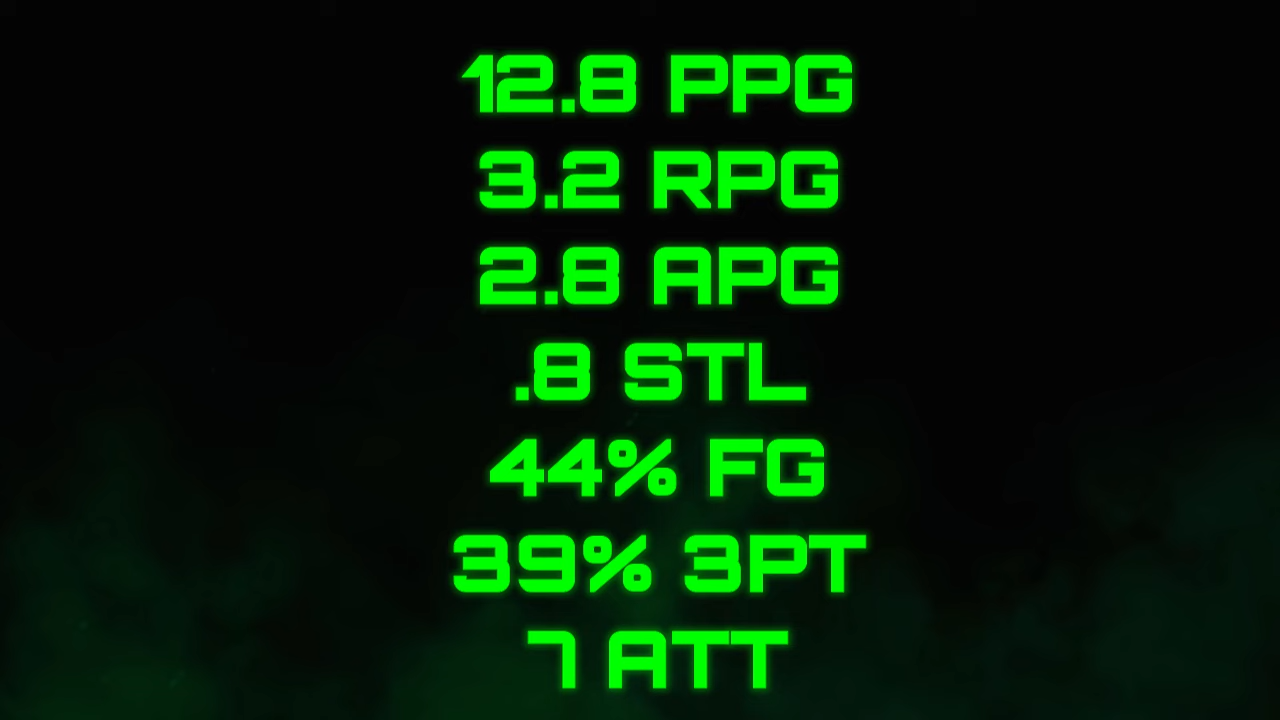 12.8 PPG
3.2 RPG
2.8 APG
.8 STL
44% FG
39% 3PT
7 ATT